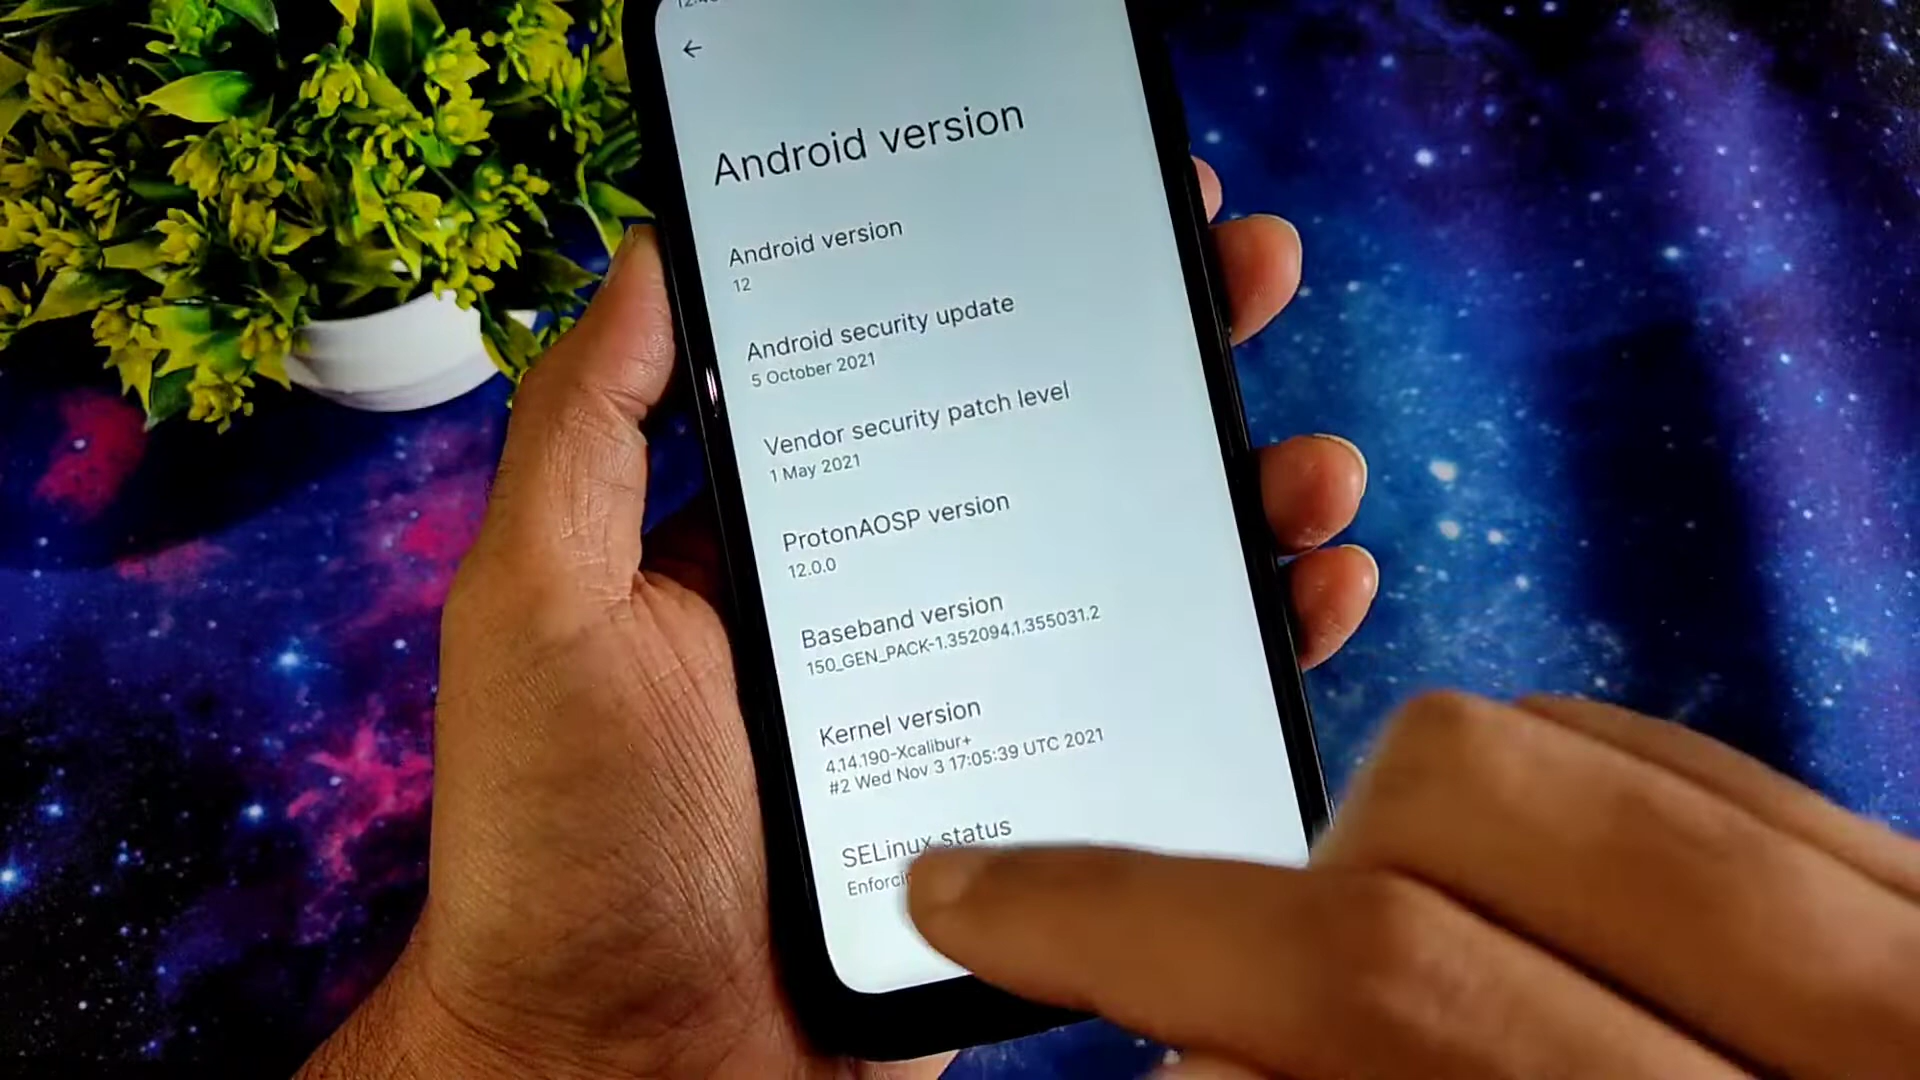 Android version
Android version
12
Android security update
5 October 2021
Vendor security patch level
1 May 2021
ProtonAOSP version
12.0.0
Baseband version
150_GEN_PACK-1.352094.1.355031.2
Kernel version
4.14.190-Xcalibur+
#2 Wed Nov 3 17:05:39 UTC 2021
SELinux status